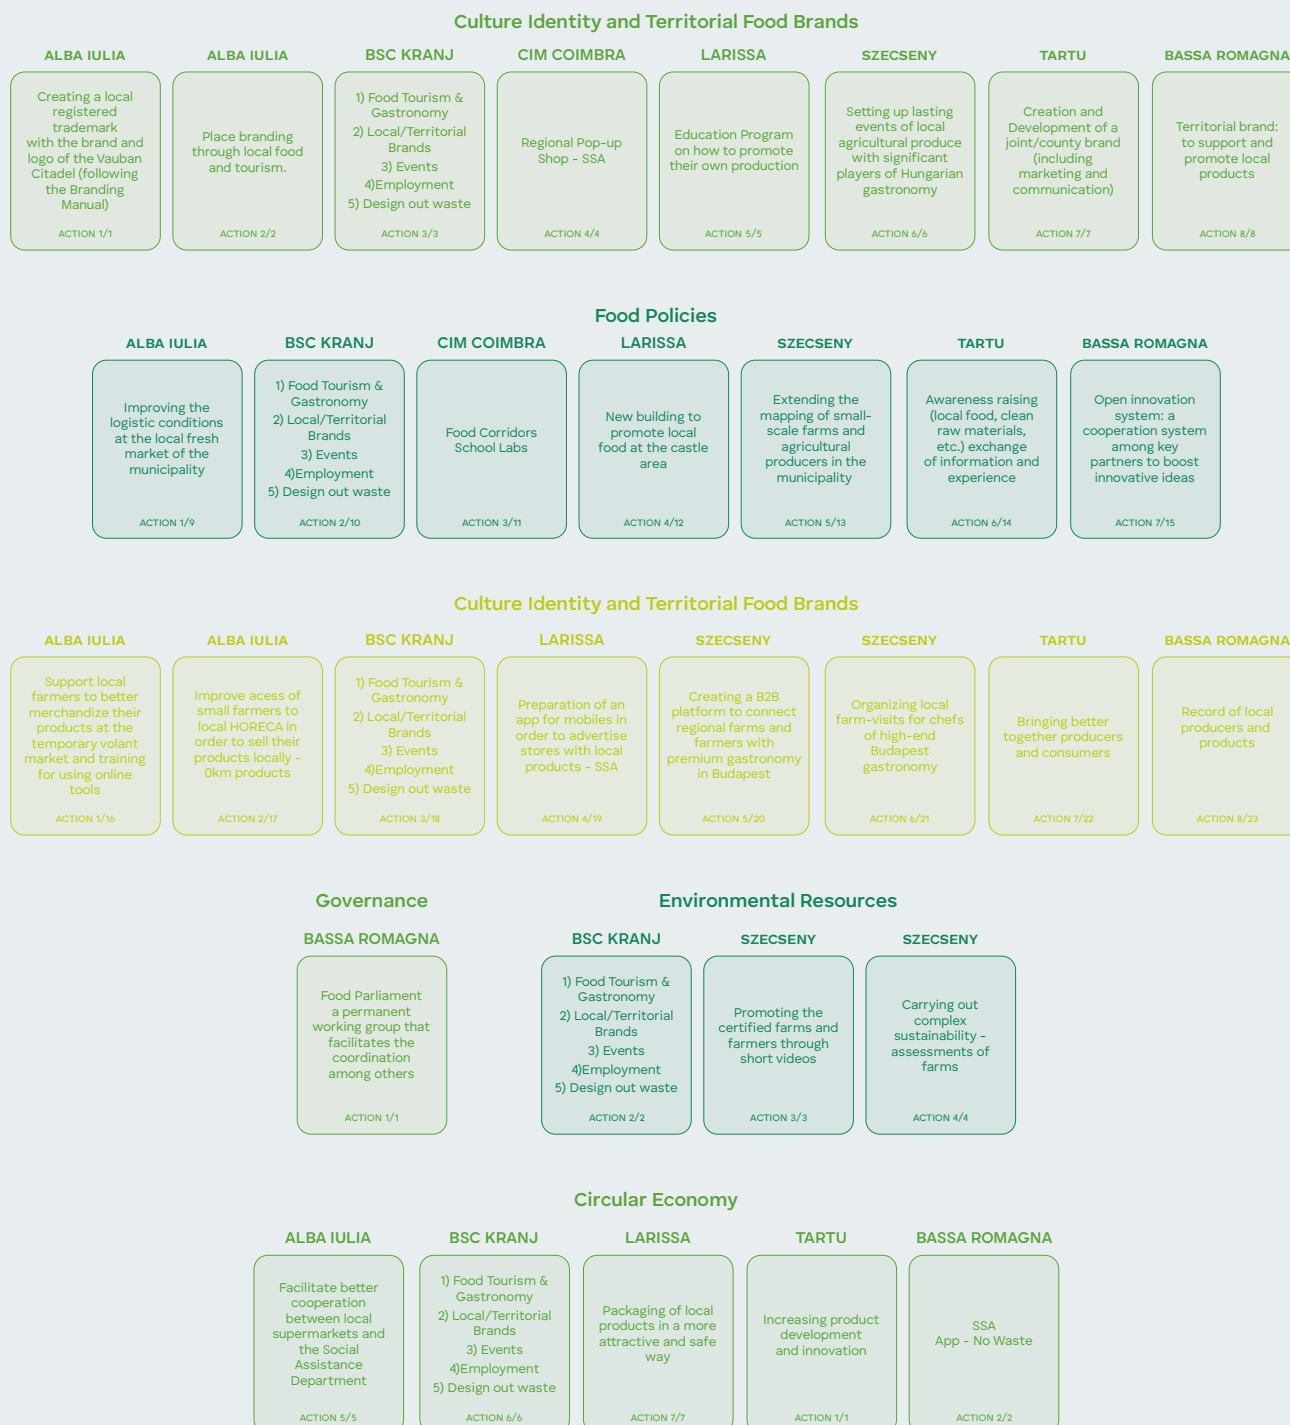 Culture Identity and Territorial Food Brands
ALBA IULIA
Creating a local
registered
trademark
with the brand and
logo of the Vauban
Citadel (following
the Branding
Manual)
ACTION 1/1
ALBA IULIA
Place branding
through local food
and tourism.
ACTION 2/2
BSC KRANJ
1) Food Tourism &
Gastronomy
2) Local/Territorial
Brands
3) Events
4)Employment
5) Design out waste
ACTION 3/3
CIM COIMBRA
Regional Pop-up
Shop - SSA
ACTION 4/4
LARISSA
Education Program
on how to promote
their own production
ACTION 5/5
SZECSENY
Setting up lasting
events of local
agricultural produce
with significant
players of Hungarian
gastronomy
ACTION 6/6
TARTU
Creation and
Development of a
joint/county brand
(including
marketing and
communication)
ACTION 7/7
BASSA ROMAGNA
Territorial brand:
to support and
promote local
products
ACTION 8/8
Food Policies
ALBA IULIA
Improving the
logistic conditions
at the local fresh
market of the
municipality
ACTION 1/9
BSC KRANJ
1) Food Tourism &
Gastronomy
2) Local/Territorial
Brands
3) Events
4)Employment
5) Design out waste
ACTION 2/10
CIM COIMBRA
Food Corridors
School Labs
ACTION 3/11
LARISSA
New building to
promote local
food at the castle
area
ACTION 4/12
SZECSENY
Extending the
mapping of small-
scale farms and
agricultural
producers in the
municipality
ACTION 5/13
TARTU
Awareness raising
(local food, clean
raw materials,
etc.) exchange
of information and
experience
ACTION 6/14
BASSA ROMAGNA
Open innovation
system: a
cooperation system
among key
partners to boost
innovative ideas
ACTION 7/15
Culture Identity and Territorial Food Brands
ALBA IULIA
Support local
farmers to better
merchandize their
products at the
temporary volant
market and training
for using online
tools
ACTION 1/16
ALBA IULIA
Improve acess of
small farmers to
local HORECA in
order to sell their
products locally -
0km products
ACTION 2/17
BSC KRANJ
1) Food Tourism &
Gastronomy
2) Local/Territorial
Brands
3) Events
4)Employment
5) Design out waste
ACTION 3/18
LARISSA
Preparation of an
app for mobiles in
order to advertise
stores with local
products - SSA
ACTION 4/19
SZECSENY
Creating a B2B
platform to connect
regional farms and
farmers with
premium gastronomy
in Budapest
ACTION 5/20
SZECSENY
Organizing local
farm-visits for chefs
of high-end
Budapest
gastronomy
ACTION 6/21
TARTU
Bringing better
together producers
and consumers
ACTION 7/22
BASSA ROMAGNA
Record of local
producers and
products
ACTION 8/23
Governance
BASSA ROMAGNA
Food Parliament
a permanent
working group that
facilitates the
coordination
among others
ACTION 1/1
Environmental Resources
BSC KRANJ
1) Food Tourism &
Gastronomy
2) Local/Territorial
Brands
3) Events
4)Employment
5) Design out waste
ACTION 2/2
SZECSENY
Promoting the
certified farms and
farmers through
short videos
ACTION 3/3
SZECSENY
Carrying out
complex
sustainability -
assessments of
farms
ACTION 4/4
Circular Economy
ALBA IULIA
Facilitate better
cooperation
between local
supermarkets and
the Social
Assistance
Department
ACTION 5/5
BSC KRANJ
1) Food Tourism &
Gastronomy
2) Local/Territorial
Brands
3) Events
4)Employment
5) Design out waste
ACTION 6/6
LARISSA
Packaging of local
products in a more
attractive and safe
way
ACTION 7/7
TARTU
Increasing product
development
and innovation
ACTION 1/1
BASSA ROMAGNA
SSA
App - No Waste
ACTION 2/2